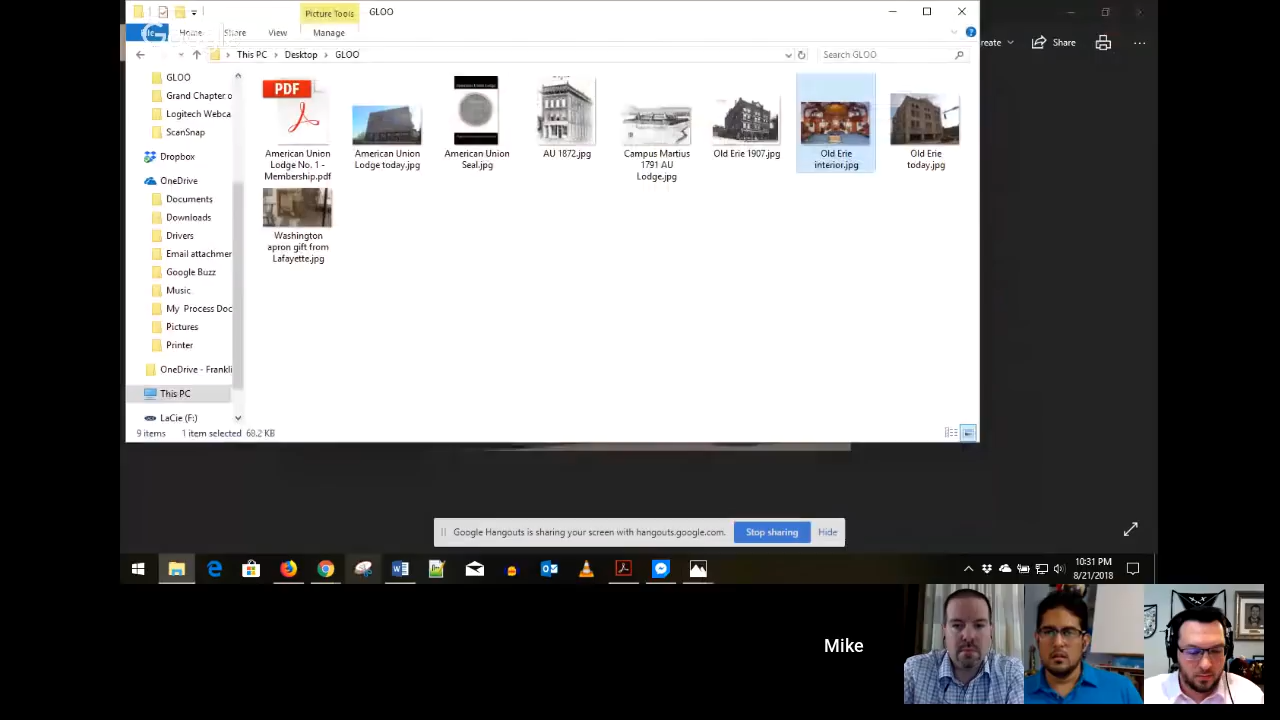 Picture Tools GLOO
File Home Share View Manage
Create Share
This PC Desktop GLOO Search GLOO
GLOO
Grand Chapter o
Logitech Webca
ScanSnap
Dropbox
OneDrive
Documents
Downloads
Drivers
Email attachmer
Google Buzz
Music
My Process Doc
Pictures
Printer
OneDrive - Frankli
This PC
LaCie (F:)
PDF
American Union
Lodge No. 1 -
Membership.pdf
American Union
Lodge today.jpg
American Union
Seal.jpg
AU 1872.jpg
Campus Martius
1791 AU
Lodge.jpg
Old Erie 1907.jpg
Old Erie
interior.jpg
Old Erie
today.jpg
Washington
apron gift from
Lafayette.jpg
9 items 1 item selected 68.2 KB
Google Hangouts is sharing your screen with hangouts.google.com. Stop sharing Hide
10:31 PM
8/21/2018
Mike